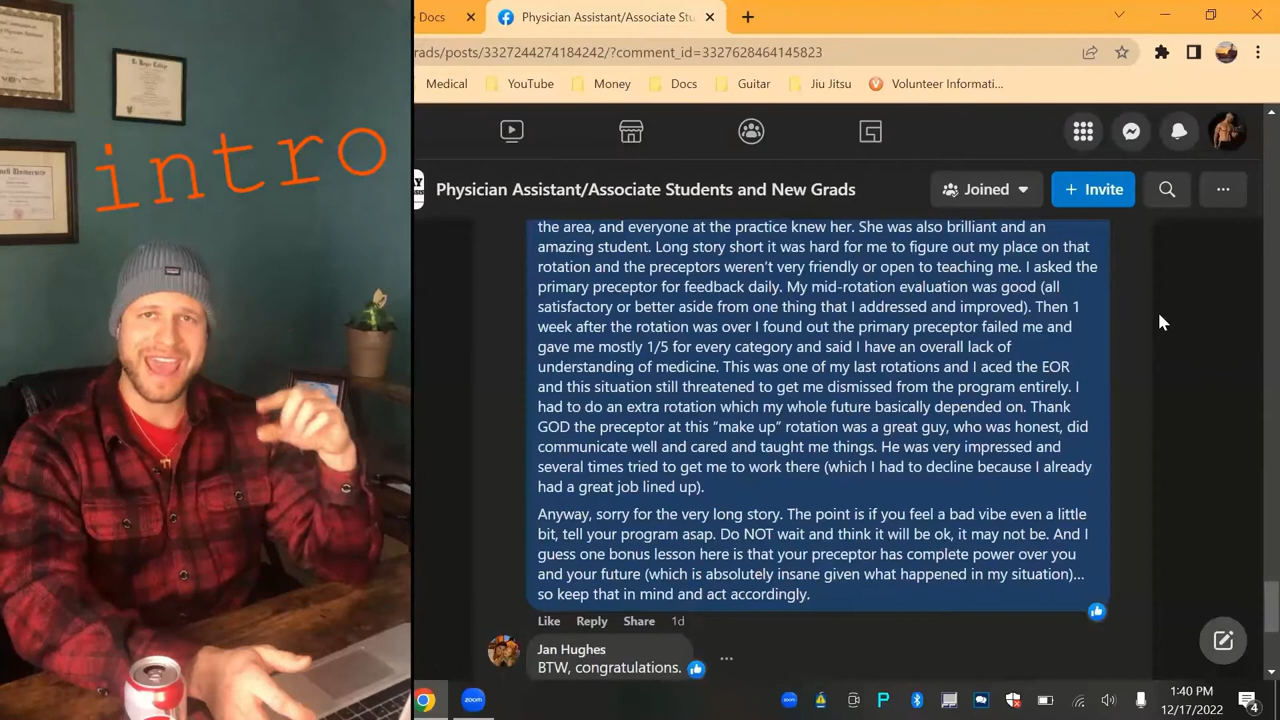 intro
Docs
Physician Assistant/Associate Stu
rads/posts/3327244274184242/?comment_id=3327628464145823
Medical
YouTube
Money
Docs
Guitar
Jiu Jitsu
Volunteer Informati...
Physician Assistant/Associate Students and New Grads
Joined
+ Invite
the area, and everyone at the practice knew her. She was also brilliant and an
amazing student. Long story short it was hard for me to figure out my place on that
rotation and the preceptors weren't very friendly or open to teaching me. I asked the
primary preceptor for feedback daily. My mid-rotation evaluation was good (all
satisfactory or better aside from one thing that I addressed and improved). Then 1
week after the rotation was over I found out the primary preceptor failed me and
gave me mostly 1/5 for every category and said I have an overall lack of
understanding of medicine. This was one of my last rotations and I aced the EOR
and this situation still threatened to get me dismissed from the program entirely. I
had to do an extra rotation which my whole future basically depended on. Thank
GOD the preceptor at this "make up" rotation was a great guy, who was honest, did
communicate well and cared and taught me things. He was very impressed and
several times tried to get me to work there (which I had to decline because I already
had a great job lined up).
Anyway, sorry for the very long story. The point is if you feel a bad vibe even a little
bit, tell your program asap. Do NOT wait and think it will be ok, it may not be. And I
guess one bonus lesson here is that your preceptor has complete power over you
and your future (which is absolutely insane given what happened in my situation)...
so keep that in mind and act accordingly.
Like Reply Share 1d
Jan Hughes
BTW, congratulations.
zoom
1:40 PM
12/17/2022
4